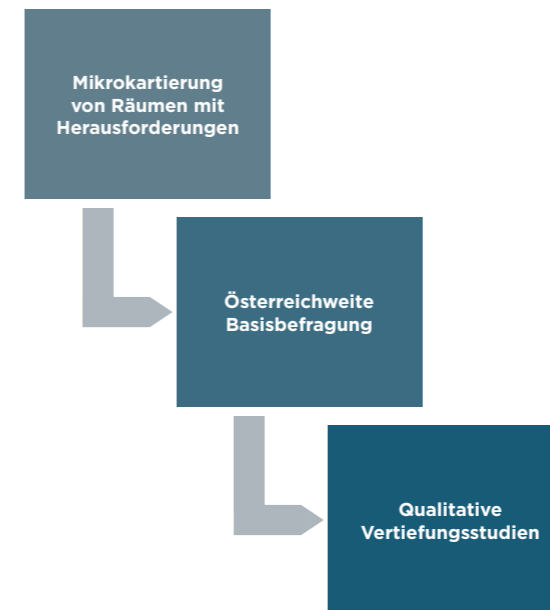 Mikrokartierung
von Räumen mit
Herausforderungen
Österreichweite
Basisbefragung
Qualitative
Vertiefungsstudien